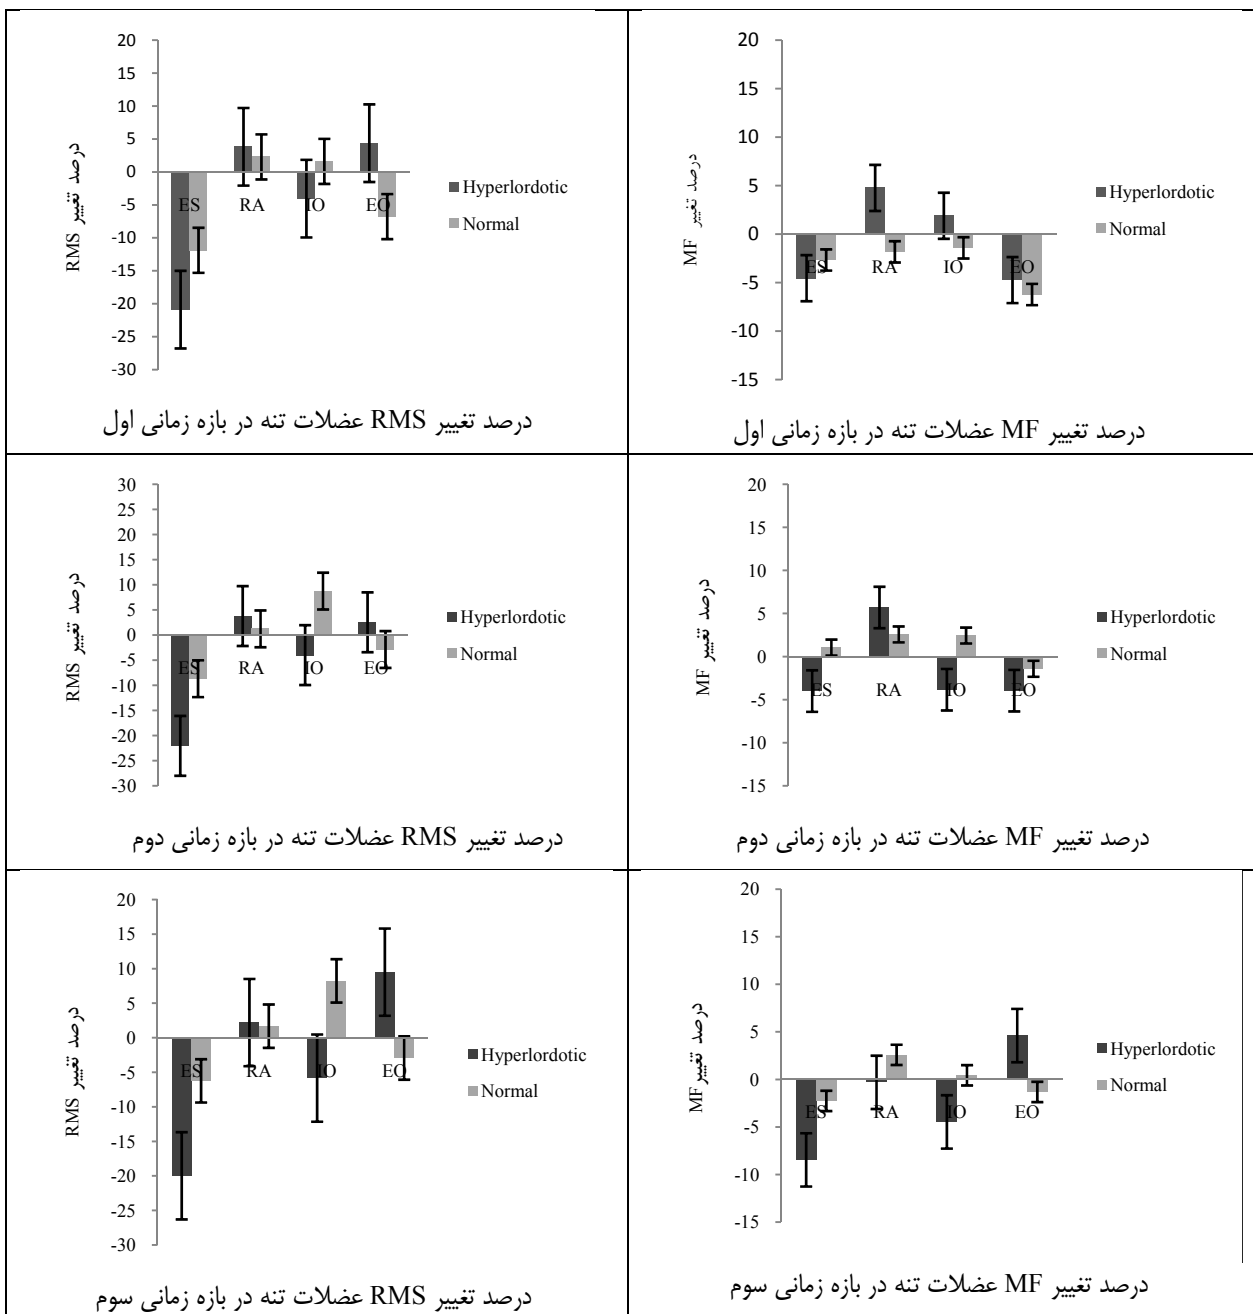 20
15
10
5
0
-5
-10
-15
-20
-25
-30
درصد تغییر RMS
ES RA IO EO
Hyperlordotic
Normal
درصد تغییر RMS عضلات تنه در بازه زمانی اول
20
15
10
5
0
-5
-10
-15
درصد تغییر MF
ES RA IO EO
Hyperlordotic
Normal
درصد تغییر MF عضلات تنه در بازه زمانی اول
30
25
20
15
10
5
0
-5
-10
-15
-20
-25
-30
درصد تغییر RMS
ES RA IO EO
Hyperlordotic
Normal
درصد تغییر RMS عضلات تنه در بازه زمانی دوم
20
15
10
5
0
-5
-10
-15
درصد تغییر MF
ES RA IO EO
Hyperlordotic
Normal
درصد تغییر MF عضلات تنه در بازه زمانی دوم
20
15
10
5
0
-5
-10
-15
-20
-25
-30
درصد تغییر RMS
ES RA IO EO
Hyperlordotic
Normal
درصد تغییر RMS عضلات تنه در بازه زمانی سوم
20
15
10
5
0
-5
-10
-15
درصد تغییر MF
ES RA IO EO
Hyperlordotic
Normal
درصد تغییر MF عضلات تنه در بازه زمانی سوم